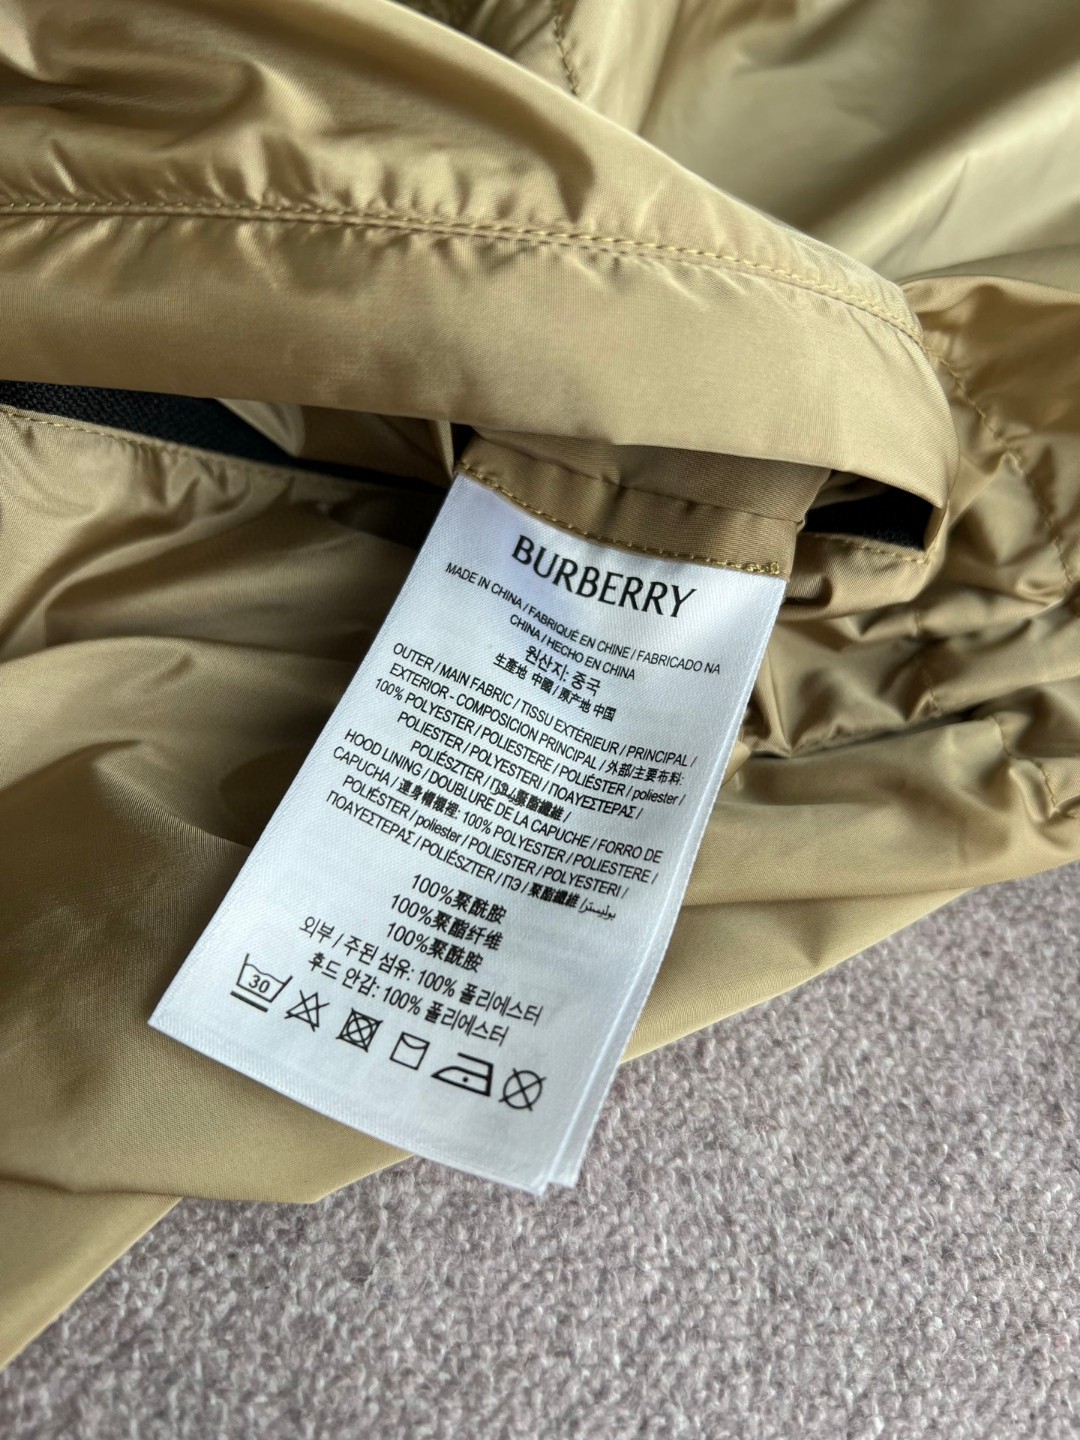 BURBERRY
MADE IN CHINA / FABRIQUÉ EN CHINE / FABRICADO NA
CHINA / HECHO EN CHINA
원산지: 중국
生產地 中國 / 原产地 中国
OUTER / MAIN FABRIC / TISSU EXTÉRIEUR / PRINCIPAL /
EXTERIOR - COMPOSICION PRINCIPAL / 外部/主要布料:
100% POLYESTER / POLIESTERE / POLIÉSTER / poliester /
POLIESTER / POLYESTERI / ΠΟΛΥΕΣΤΕΡΑΣ /
POLIÉSZTER / ПЭ / 聚酯纖維 /
HOOD LINING / DOUBLURE DE LA CAPUCHE / FORRO DE
CAPUCHA / 連身帽襯裡: 100% POLYESTER / POLIESTERE /
POLIÉSTER / poliester / POLIESTER / POLYESTERI /
ΠΟΛΥΕΣΤΕΡΑΣ / POLIÉSZTER / ПЭ / 聚酯纖維 / بوليستر
100%聚酰胺
100%聚酯纤维
100%聚酰胺
외부 / 주된 섬유: 100% 폴리에스터
후드 안감: 100% 폴리에스터
30